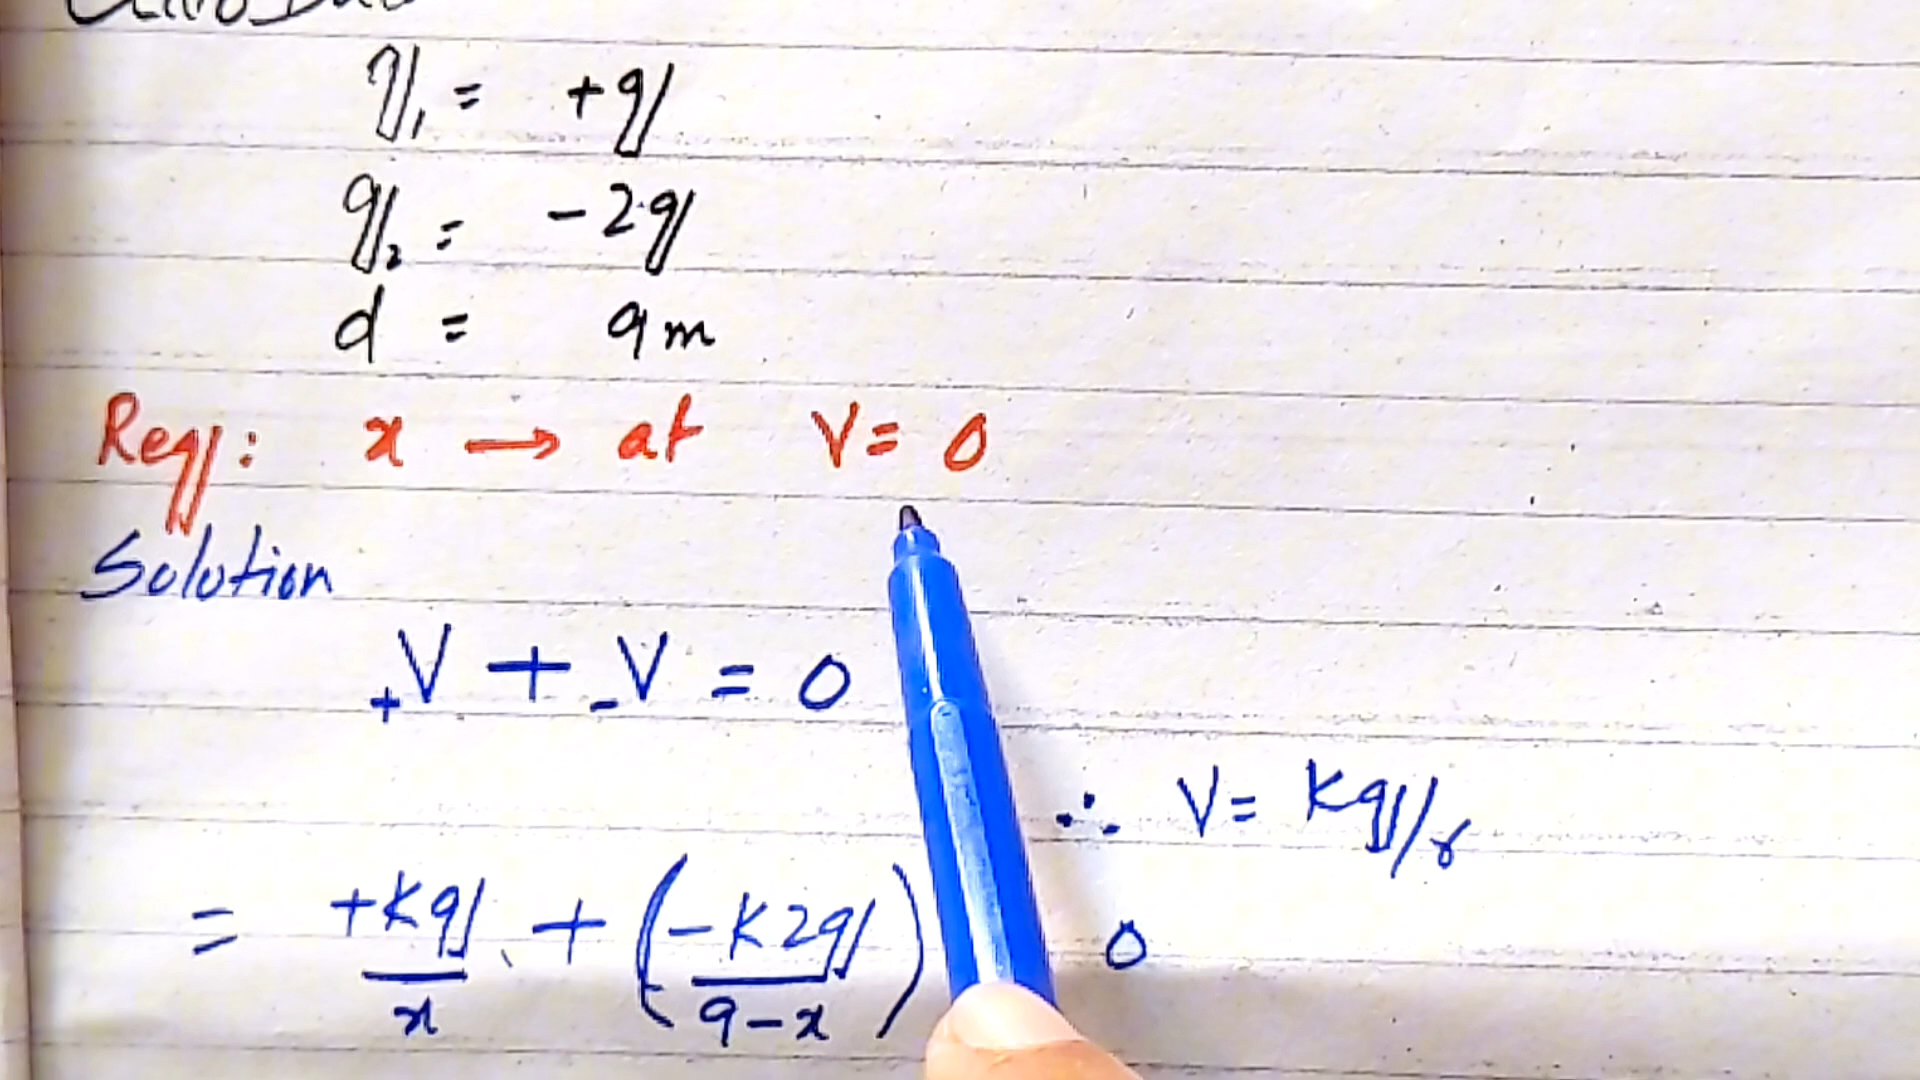 q₁ = +q
q₂ = -2q
d = 9m
Req: x → at V = 0
Solution
₊V + ₋V = 0
∴ V = Kq/r
= +Kq/x + (-K2q/9-x) 0